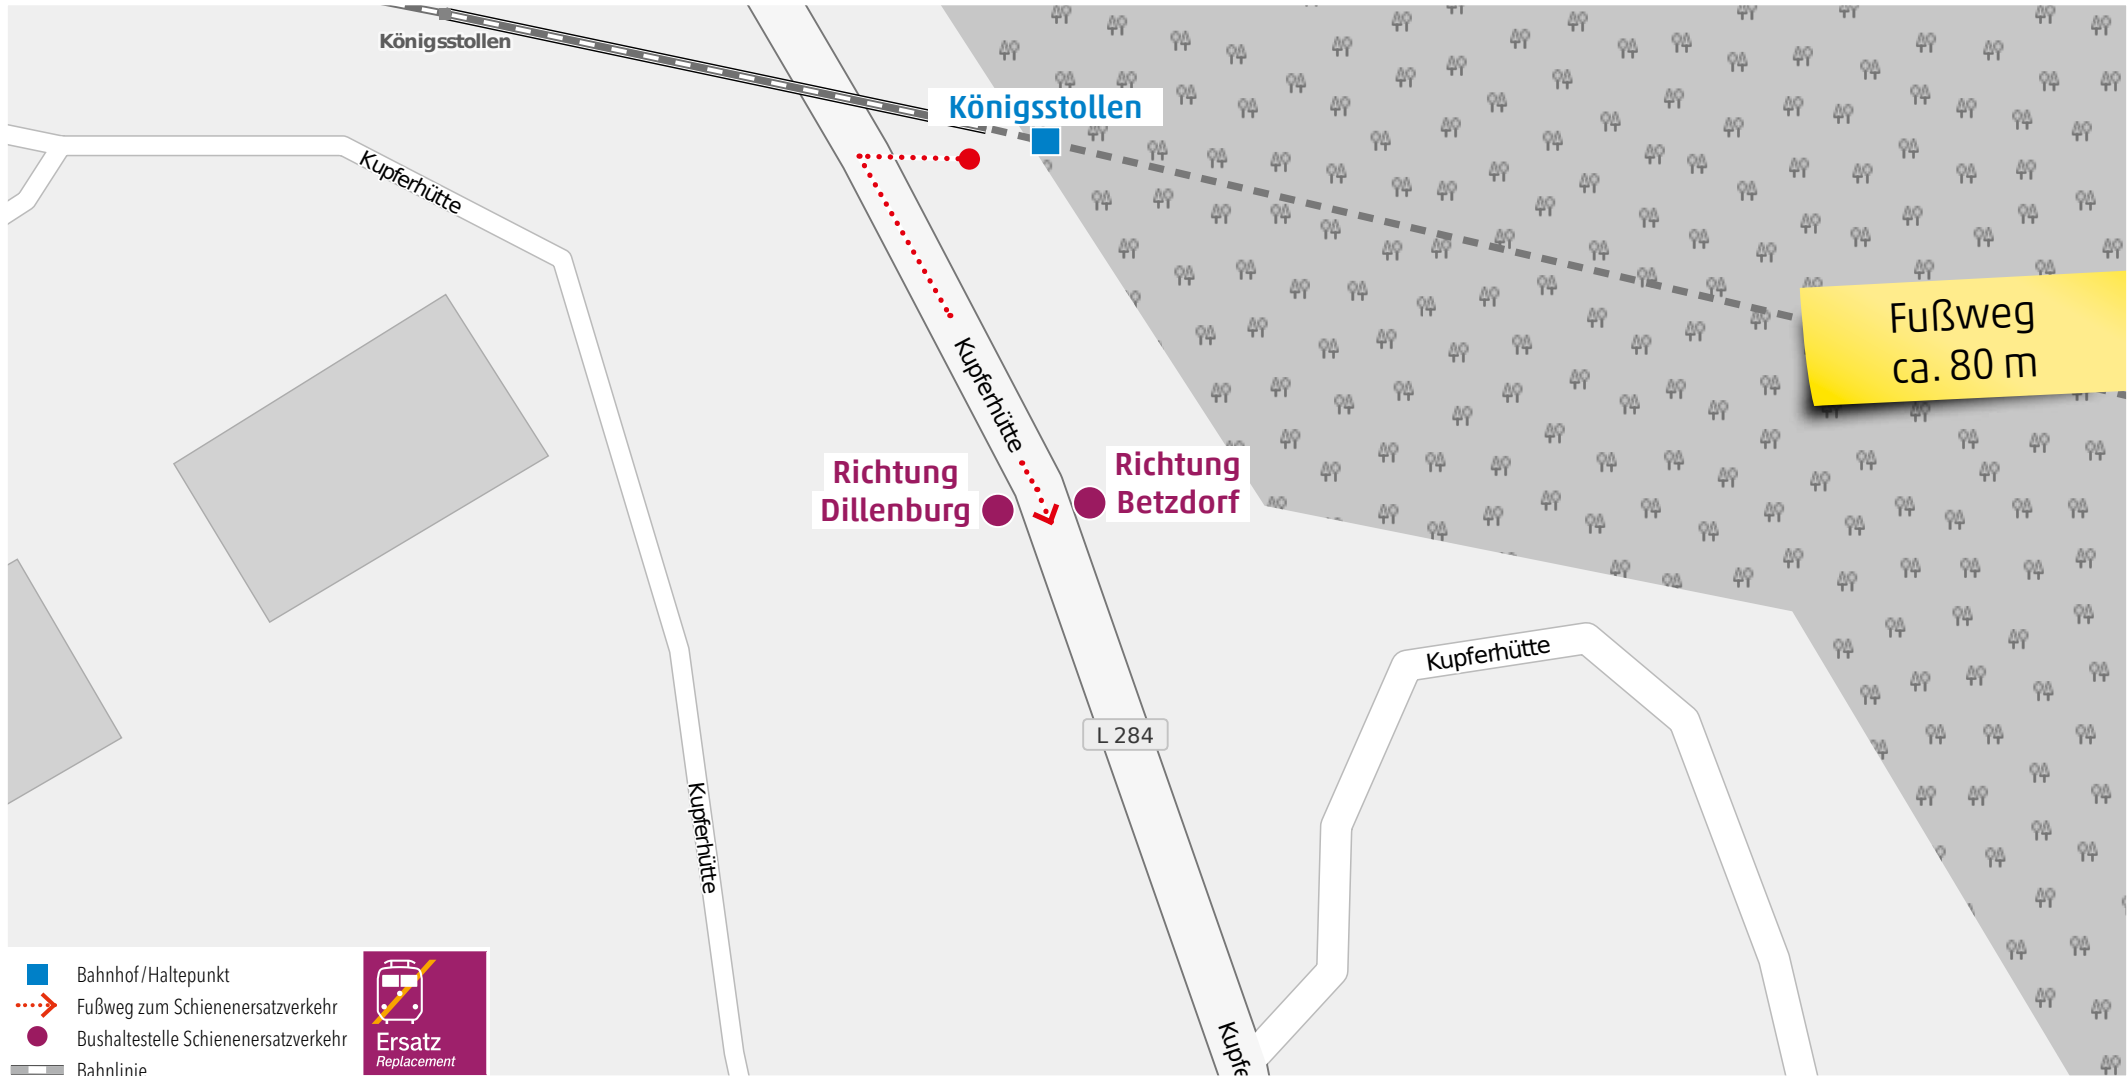 Königsstollen
Königsstollen
Kupferhütte
Fußweg
ca. 80 m
Kupferhütte
Richtung
Dillenburg
Richtung
Betzdorf
Kupferhütte
L 284
Kupferhütte
Kupfe
Bahnhof/Haltepunkt
Fußweg zum Schienenersatzverkehr
Bushaltestelle Schienenersatzverkehr
Bahnlinie
Ersatz
Replacement